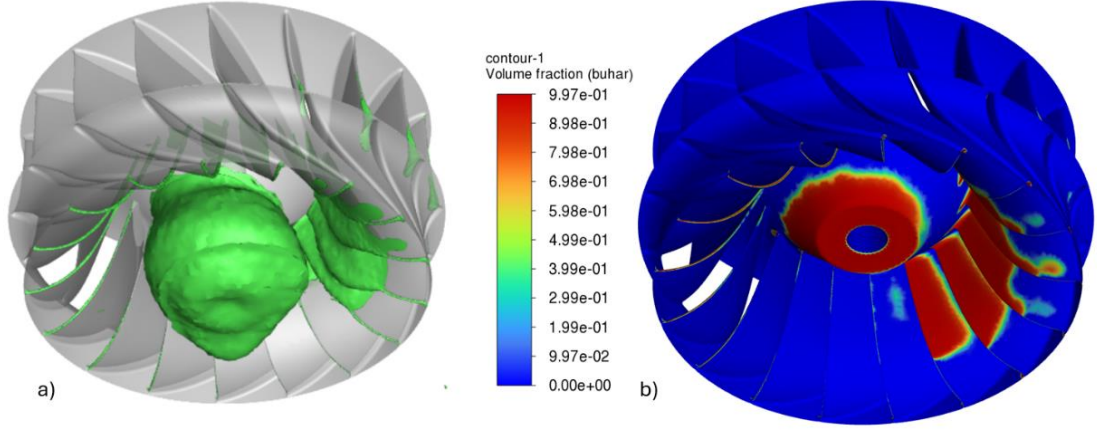 contour-1
Volume fraction (buhar)
9.97e-01
8.98e-01
7.98e-01
6.98e-01
5.98e-01
4.99e-01
3.99e-01
2.99e-01
1.99e-01
9.97e-02
0.00e+00
a)
b)